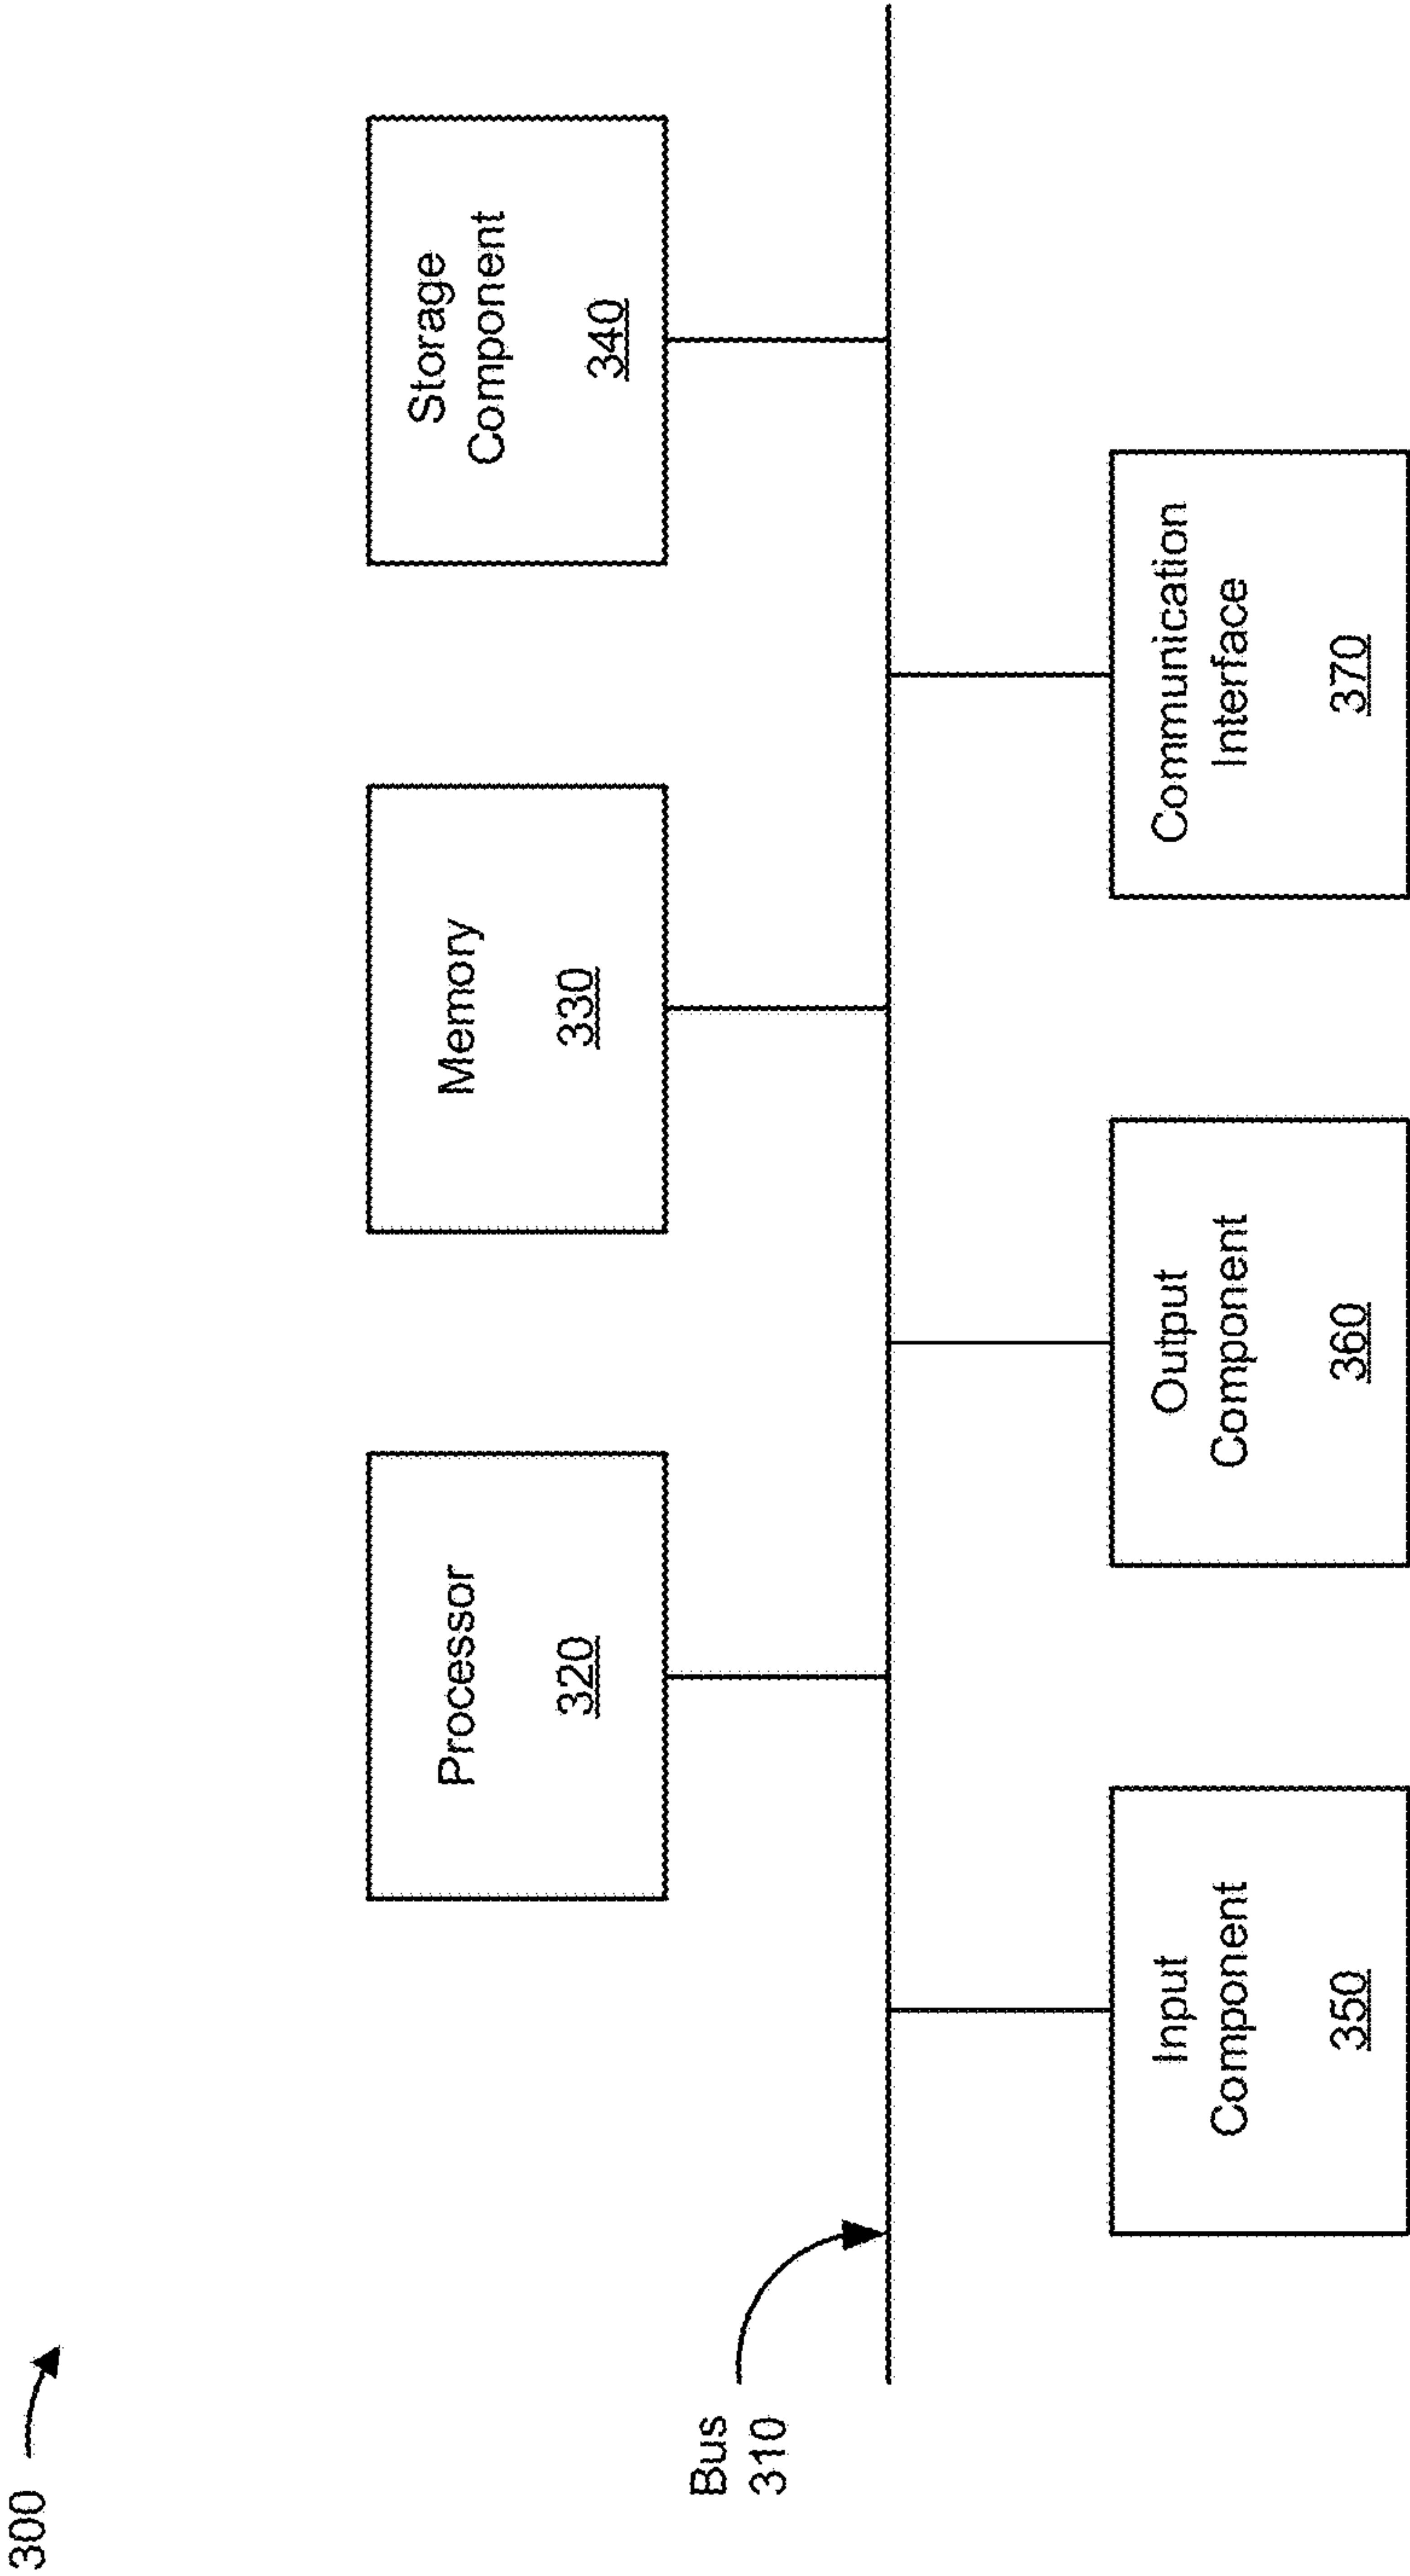 300
Processor
320
Memory
330
Storage
Component
340
Bus
310
Input
Component
350
Output
Component
360
Communication
Interface
370